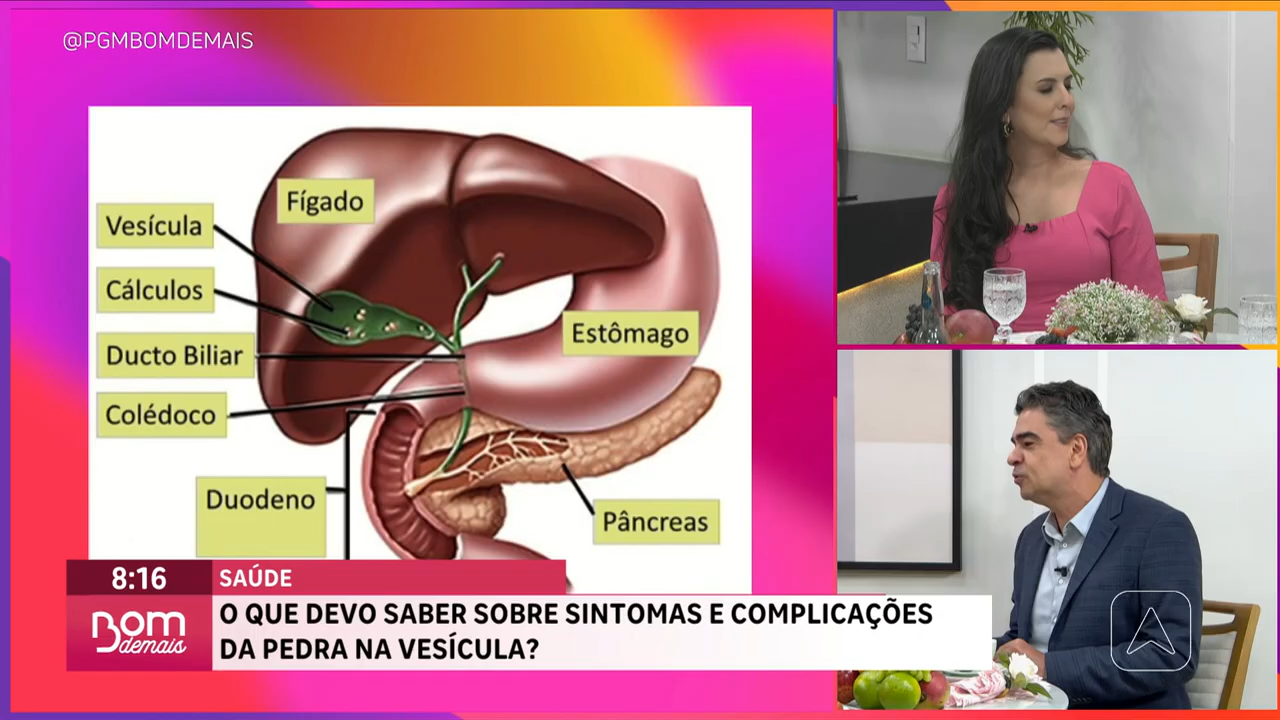 @PGMBOMDEMAIS
Fígado
Vesícula
Cálculos
Ducto Biliar
Estômago
Colédoco
Duodeno
Pâncreas
8:16
SAÚDE
Bom
demais
O QUE DEVO SABER SOBRE SINTOMAS E COMPLICAÇÕES
DA PEDRA NA VESÍCULA?